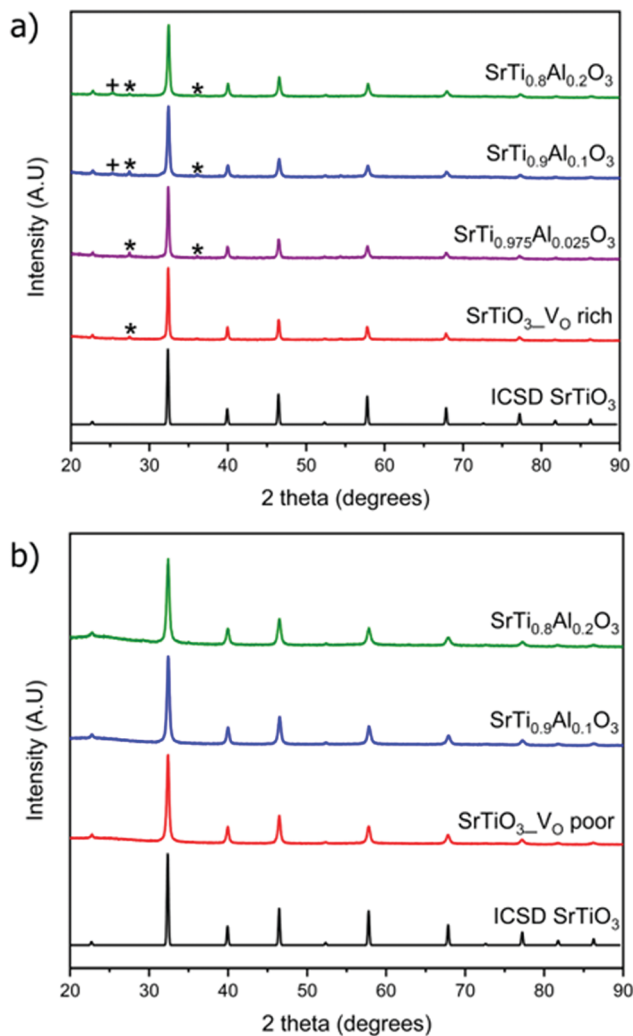 a)
Intensity (A.U)
+ * * SrTi₀.₈Al₀.₂O₃
+ * * SrTi₀.₉Al₀.₁O₃
* * SrTi₀.₉₇₅Al₀.₀₂₅O₃
* SrTiO₃_V₀ rich
ICSD SrTiO₃
20 30 40 50 60 70 80 90
2 theta (degrees)
b)
Intensity (A.U)
SrTi₀.₈Al₀.₂O₃
SrTi₀.₉Al₀.₁O₃
SrTiO₃_V₀ poor
ICSD SrTiO₃
20 30 40 50 60 70 80 90
2 theta (degrees)